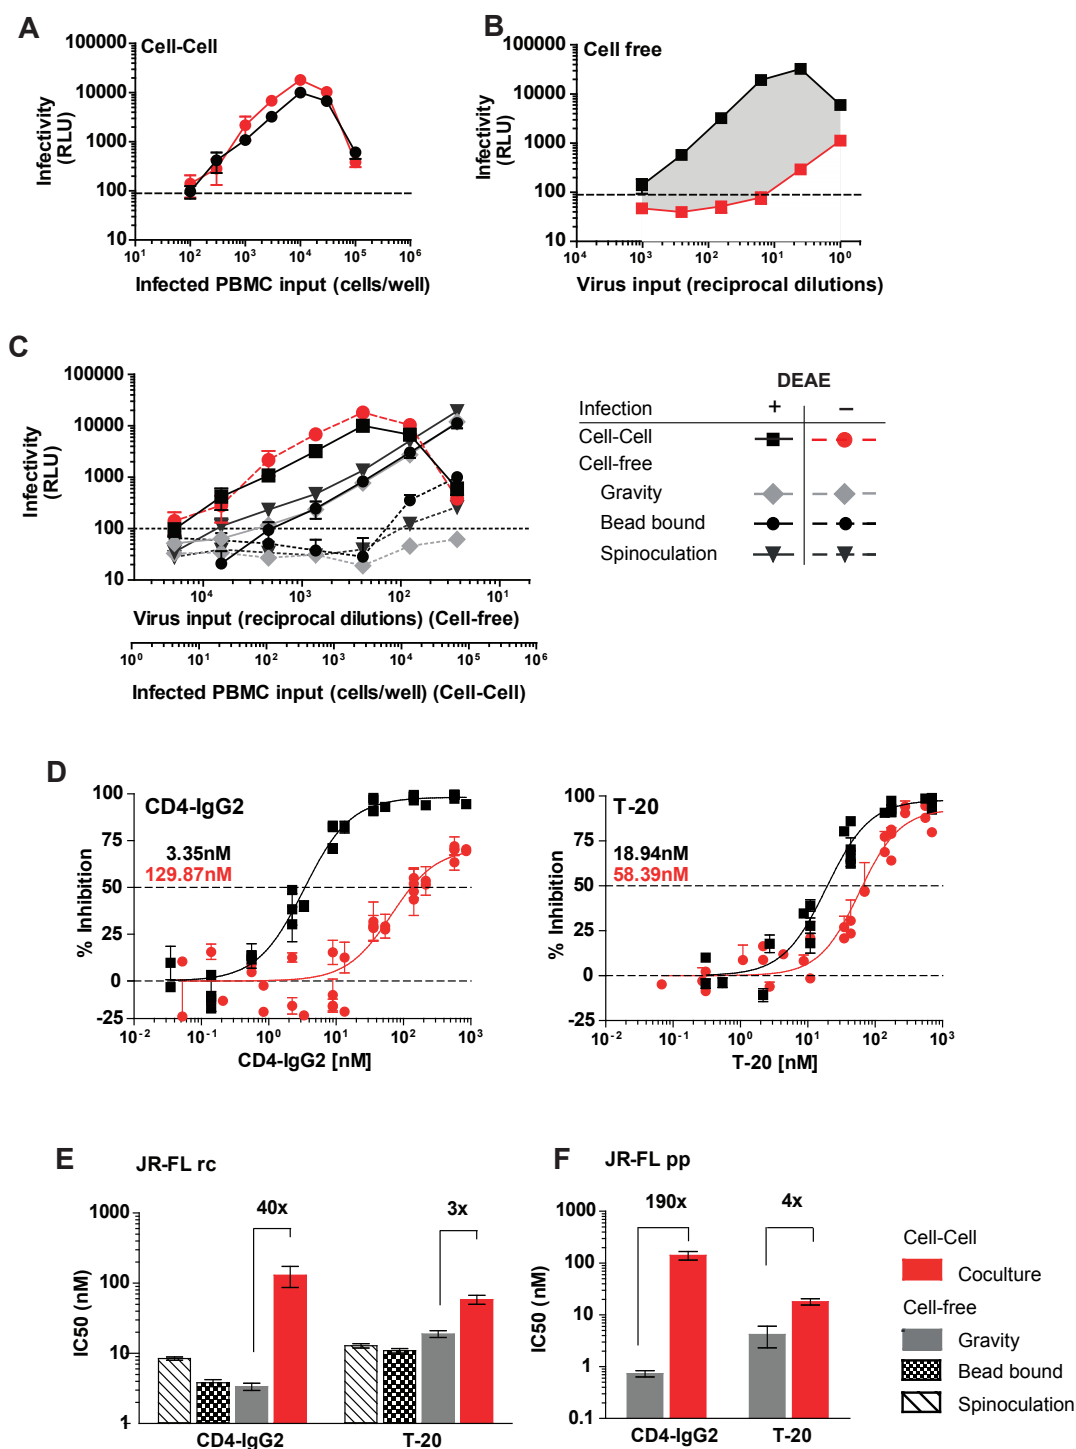 A
Cell-Cell
Infectivity
(RLU)
100000
10000
1000
100
10
10¹ 10² 10³ 10⁴ 10⁵ 10⁶
Infected PBMC input (cells/well)
B
Cell free
Infectivity
(RLU)
100000
10000
1000
100
10
10⁴ 10³ 10² 10¹ 10⁰
Virus input (reciprocal dilutions)
C
Infectivity
(RLU)
100000
10000
1000
100
10
10⁴ 10³ 10² 10¹
Virus input (reciprocal dilutions) (Cell-free)
10⁰ 10¹ 10² 10³ 10⁴ 10⁵ 10⁶
Infected PBMC input (cells/well) (Cell-Cell)
DEAE
Infection + −
Cell-Cell
Cell-free
Gravity
Bead bound
Spinoculation
D
CD4-IgG2
3.35nM
129.87nM
% Inhibition
100
75
50
25
0
-25
10⁻² 10⁻¹ 10⁰ 10¹ 10² 10³
CD4-IgG2 [nM]
T-20
18.94nM
58.39nM
% Inhibition
100
75
50
25
0
-25
10⁻² 10⁻¹ 10⁰ 10¹ 10² 10³
T-20 [nM]
E
JR-FL rc
40x
3x
IC50 (nM)
1000
100
10
1
CD4-IgG2 T-20
F
JR-FL pp
190x
4x
IC50 (nM)
1000
100
10
1
0.1
CD4-IgG2 T-20
Cell-Cell
Coculture
Cell-free
Gravity
Bead bound
Spinoculation